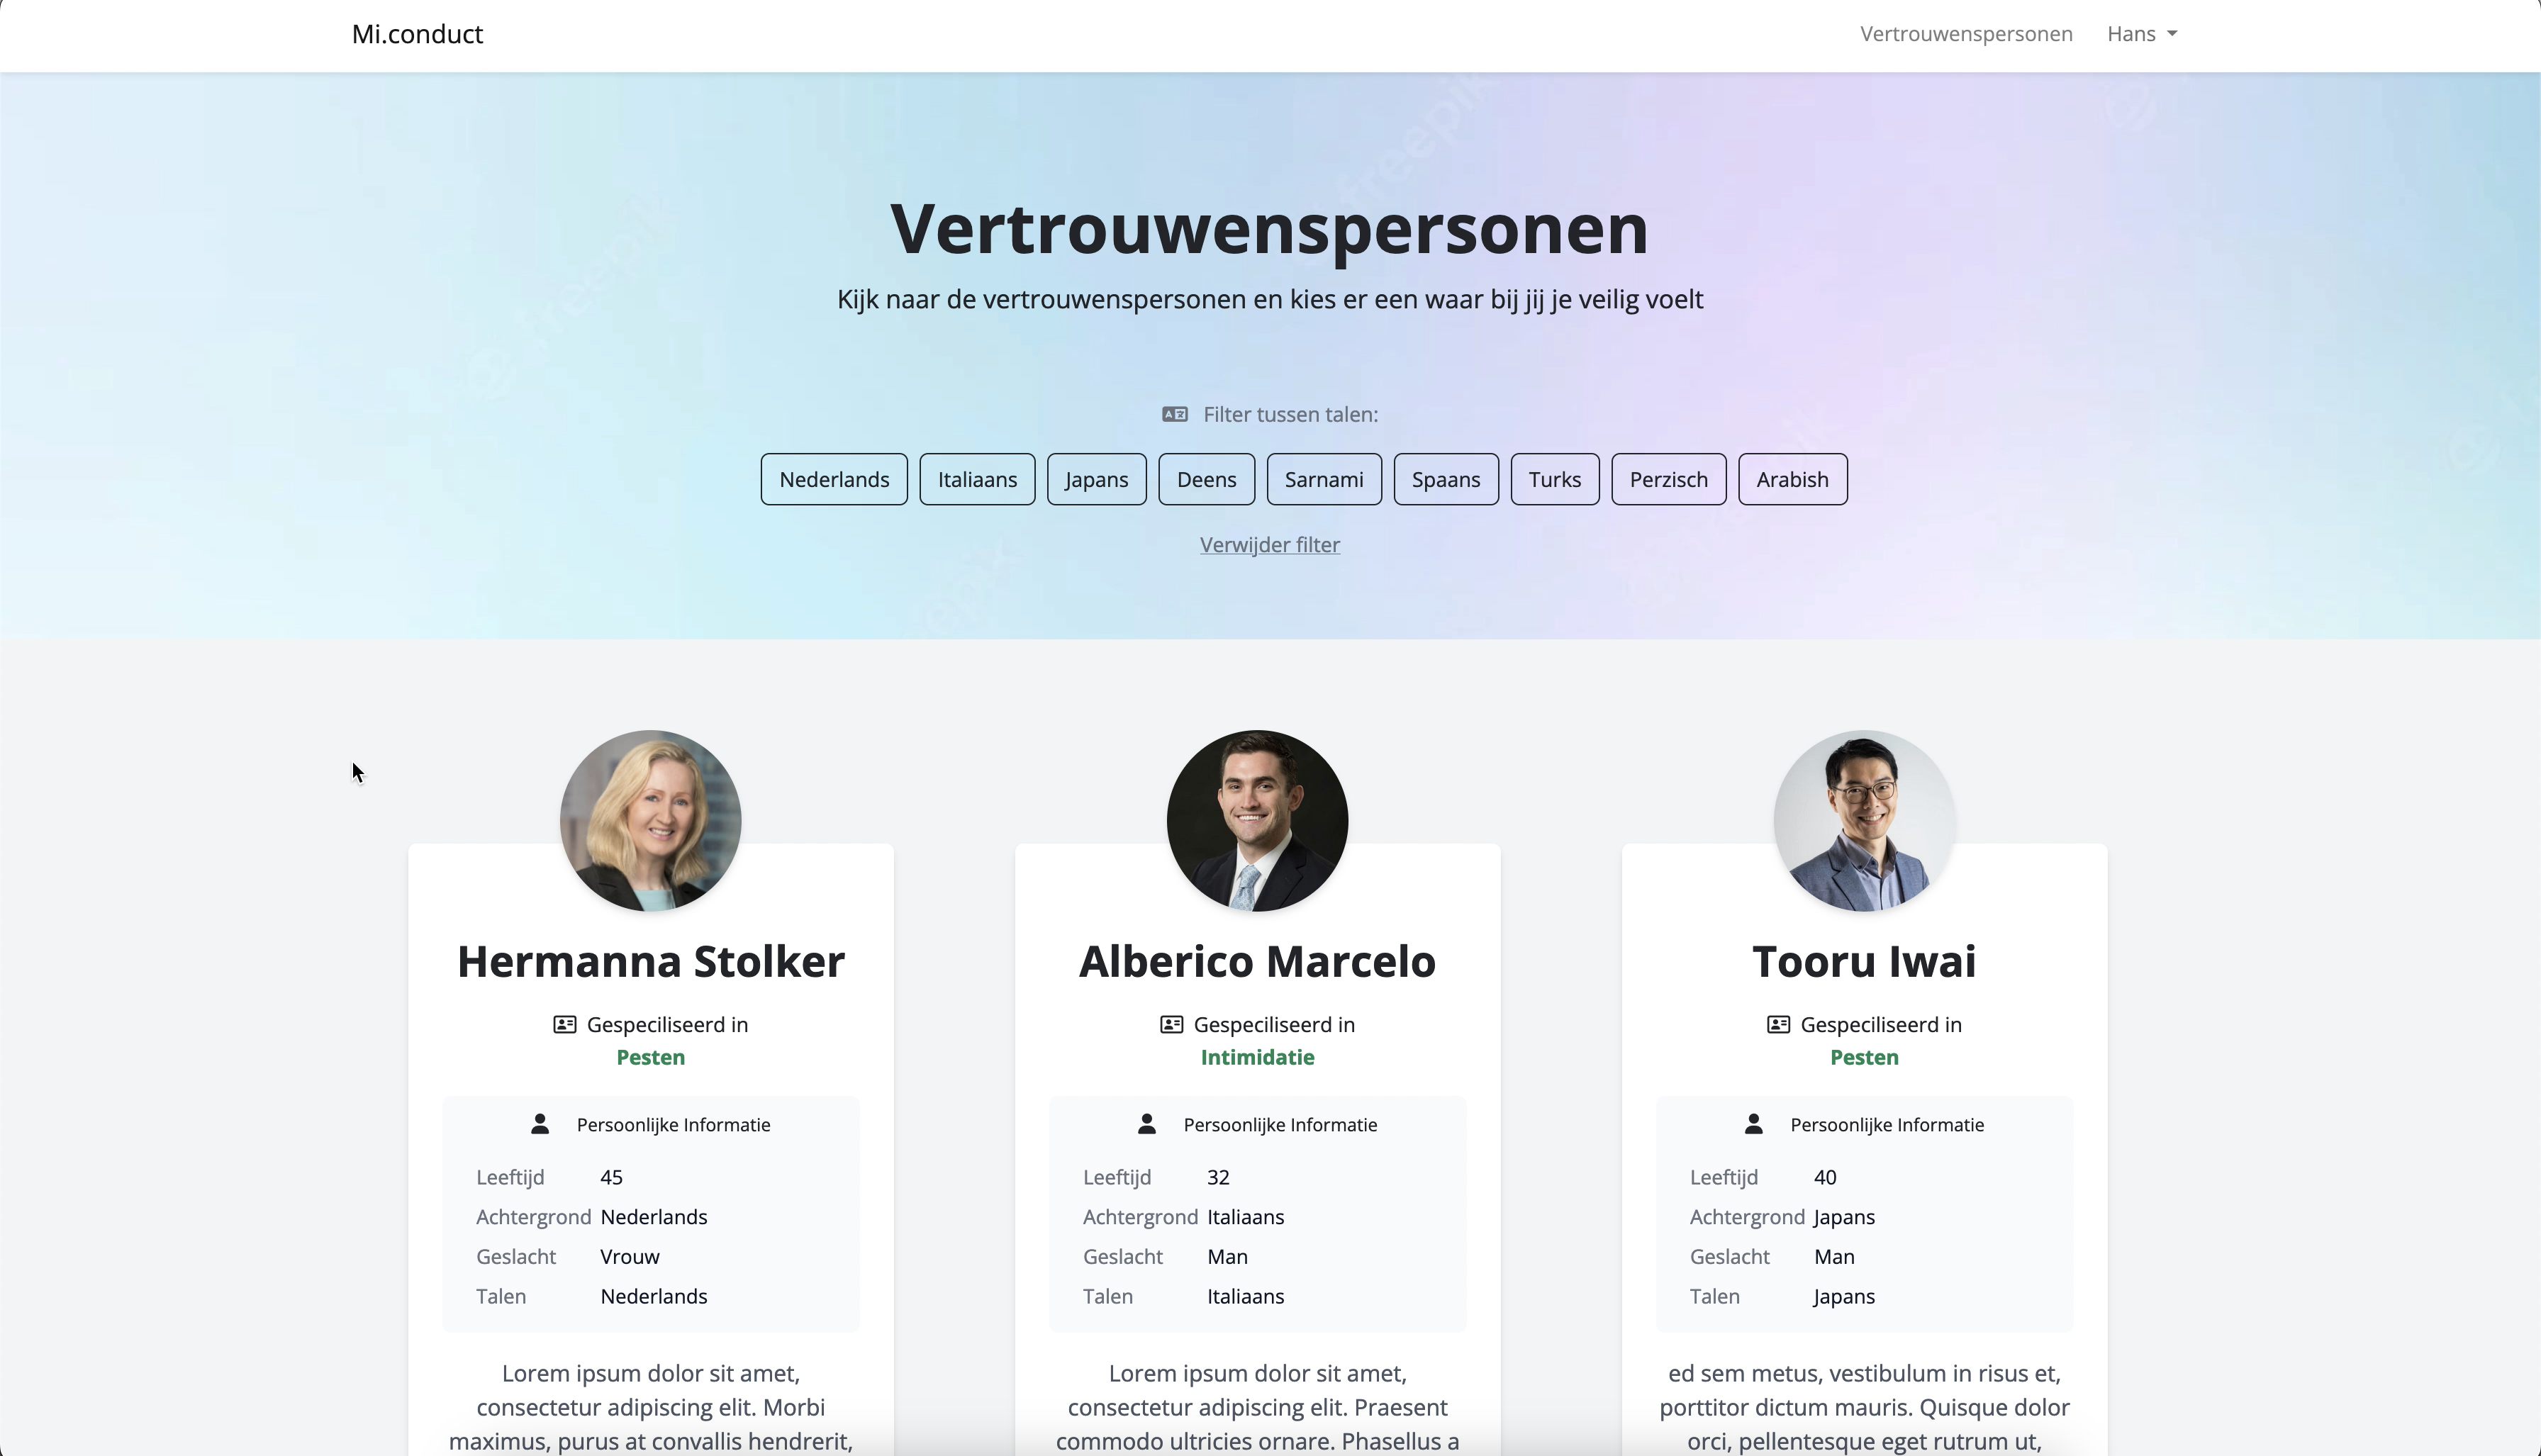 Mi.conduct
Vertrouwenspersonen
Hans
Vertrouwenspersonen
Kijk naar de vertrouwenspersonen en kies er een waar bij jij je veilig voelt
Filter tussen talen:
Nederlands Italiaans Japans Deens Sarnami Spaans Turks Perzisch Arabish
Verwijder filter
freepik
freepik
Hermanna Stolker
Gespeciliseerd in
Pesten
Persoonlijke Informatie
Leeftijd 45
Achtergrond Nederlands
Geslacht Vrouw
Talen Nederlands
Lorem ipsum dolor sit amet,
consectetur adipiscing elit. Morbi
maximus, purus at convallis hendrerit,
Alberico Marcelo
Gespeciliseerd in
Intimidatie
Persoonlijke Informatie
Leeftijd 32
Achtergrond Italiaans
Geslacht Man
Talen Italiaans
Lorem ipsum dolor sit amet,
consectetur adipiscing elit. Praesent
commodo ultricies ornare. Phasellus a
Tooru Iwai
Gespeciliseerd in
Pesten
Persoonlijke Informatie
Leeftijd 40
Achtergrond Japans
Geslacht Man
Talen Japans
ed sem metus, vestibulum in risus et,
porttitor dictum mauris. Quisque dolor
orci, pellentesque eget rutrum ut,